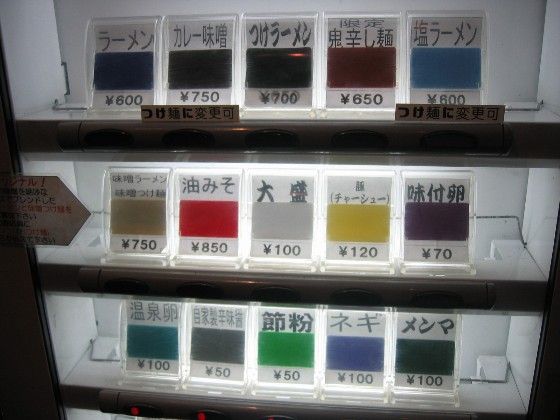 ラーメン
¥600
カレー味噌
¥750
つけラーメン
¥700
限定
鬼辛し麺
¥650
塩ラーメン
¥600
つけ麺に変更可
つけ麺に変更可
味噌ラーメン
味噌つけ麺
¥750
油みそ
¥850
大盛
¥100
豚
(チャーシュー)
¥120
味付卵
¥70
温泉卵
¥100
自家製辛味醤
¥50
節粉
¥50
ネギ
¥100
メンマ
¥100